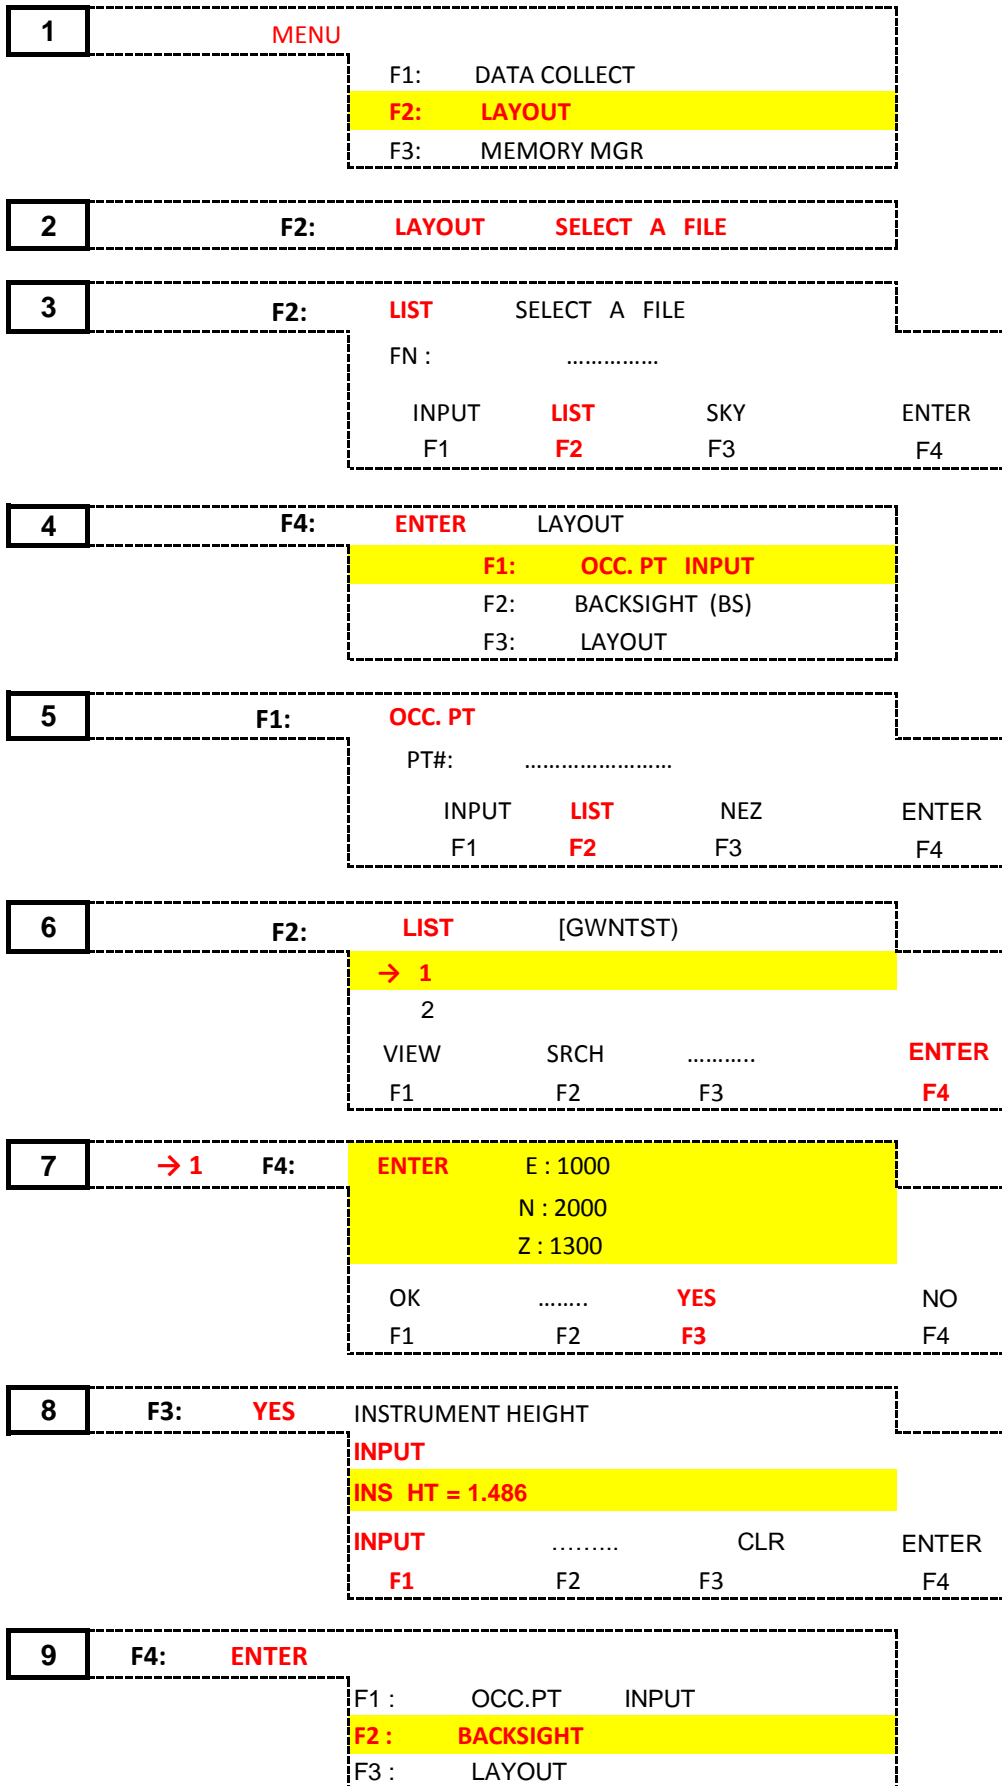 1 MENU
F1: DATA COLLECT
F2: LAYOUT
F3: MEMORY MGR
2 F2: LAYOUT SELECT A FILE
3 F2: LIST SELECT A FILE
FN : ...............
INPUT LIST SKY ENTER
F1 F2 F3 F4
4 F4: ENTER LAYOUT
F1: OCC. PT INPUT
F2: BACKSIGHT (BS)
F3: LAYOUT
5 F1: OCC. PT
PT#: ........................
INPUT LIST NEZ ENTER
F1 F2 F3 F4
6 F2: LIST [GWNTST)
→ 1
2
VIEW SRCH ........... ENTER
F1 F2 F3 F4
7 → 1 F4: ENTER E : 1000
N : 2000
Z : 1300
OK ........ YES NO
F1 F2 F3 F4
8 F3: YES INSTRUMENT HEIGHT
INPUT
INS HT = 1.486
INPUT ......... CLR ENTER
F1 F2 F3 F4
9 F4: ENTER
F1 : OCC.PT INPUT
F2 : BACKSIGHT
F3 : LAYOUT